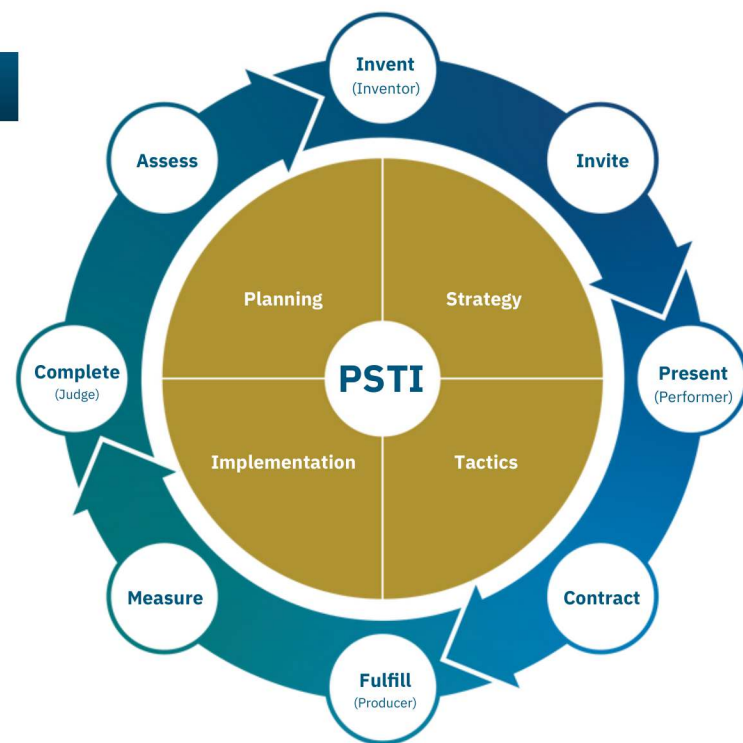 Invent
(Inventor)
Assess
Invite
Planning
Strategy
Complete
(Judge)
PSTI
Present
(Performer)
Implementation
Tactics
Measure
Contract
Fulfill
(Producer)